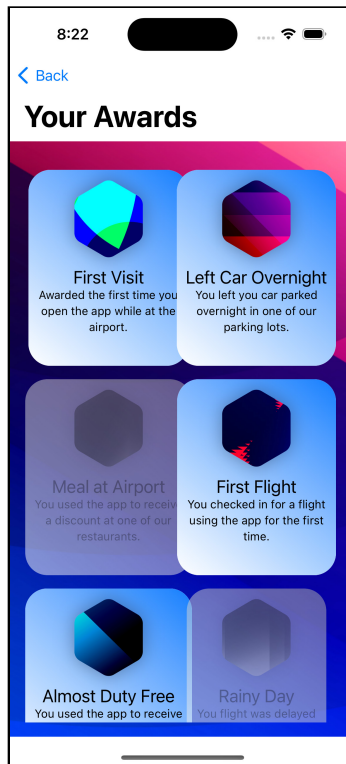 8:22
Back
Your Awards
First Visit
Awarded the first time you
open the app while at the
airport.
Left Car Overnight
You left you car parked
overnight in one of our
parking lots.
Meal at Airport
You used the app to receive
a discount at one of our
restaurants.
First Flight
You checked in for a flight
using the app for the first
time.
Almost Duty Free
You used the app to receive
Rainy Day
You flight was delayed